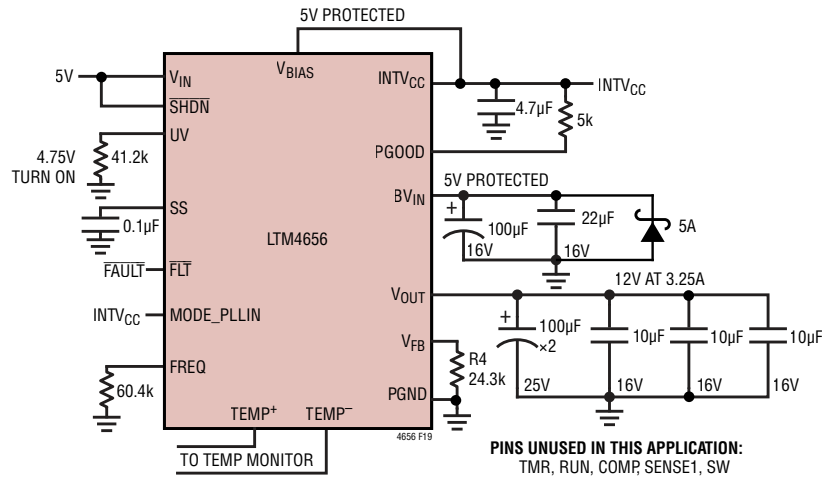 5V PROTECTED
5V
V_IN
V_BIAS
INTV_CC
INTV_CC
SHDN
4.7µF
5k
UV
4.75V
TURN ON
41.2k
PGOOD
BV_IN
5V PROTECTED
+
100µF
16V
22µF
16V
5A
SS
0.1µF
LTM4656
FAULT
FLT
V_OUT
12V AT 3.25A
INTV_CC
MODE_PLLIN
+
100µF
×2
25V
10µF
16V
10µF
16V
10µF
16V
V_FB
R4
24.3k
FREQ
60.4k
PGND
TEMP+
TEMP–
TO TEMP MONITOR
4656 F19
PINS UNUSED IN THIS APPLICATION:
TMR, RUN, COMP, SENSE1, SW